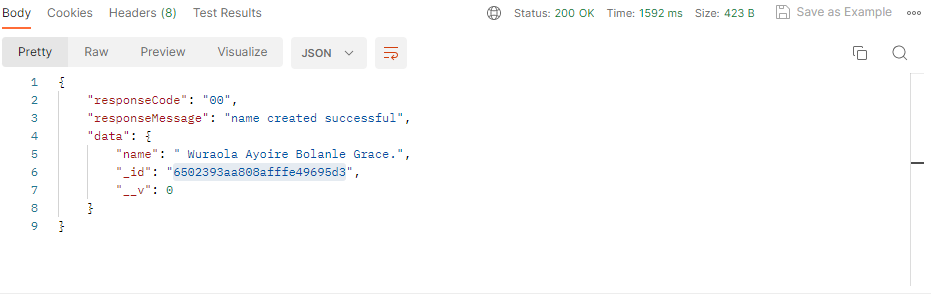 Body Cookies Headers (8) Test Results Status: 200 OK Time: 1592 ms Size: 423 B Save as Example
Pretty Raw Preview Visualize JSON
1 {
2 "responseCode": "00",
3 "responseMessage": "name created successful",
4 "data": {
5 "name": " Wuraola Ayoire Bolanle Grace.",
6 "_id": "6502393aa808afffe49695d3",
7 "__v": 0
8 }
9 }